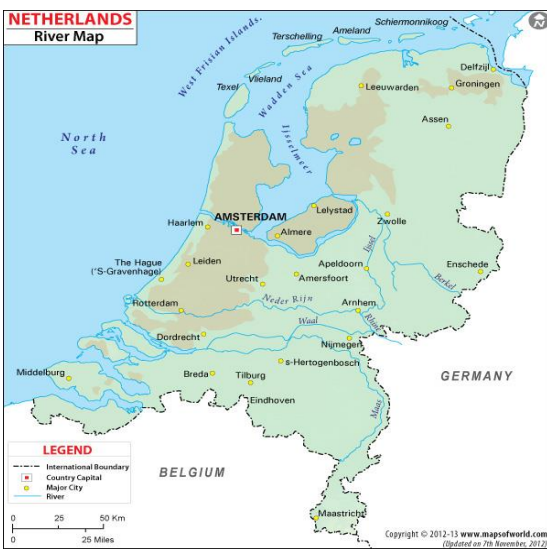 NETHERLANDS
River Map
N
West Frisian Islands.
Schiermonnikoog
Ameland
Terschelling
Vlieland
Texel
Wadden Sea
Delfzijl
Groningen
Leeuwarden
Assen
North
Sea
Ijsselmeer
AMSTERDAM
Lelystad
Zwolle
Haarlem
Almere
Ijssel
The Hague
("S-Gravenhage)
Leiden
Apeldoorn
Enschede
Utrecht
Amersfoort
Berkel
Rotterdam
Neder Rijn
Arnhem
Rhine
Waal
Dordrecht
Nijmegen
s-Hertogenbosch
Middelburg
Breda
Tilburg
Eindhoven
Maas
GERMANY
BELGIUM
Maastricht
LEGEND
International Boundary
Country Capital
Major City
River
0 25 50 Km
0 25 Miles
Copyright © 2012-13 www.mapsofworld.com
(Updated on 7th November, 2012)